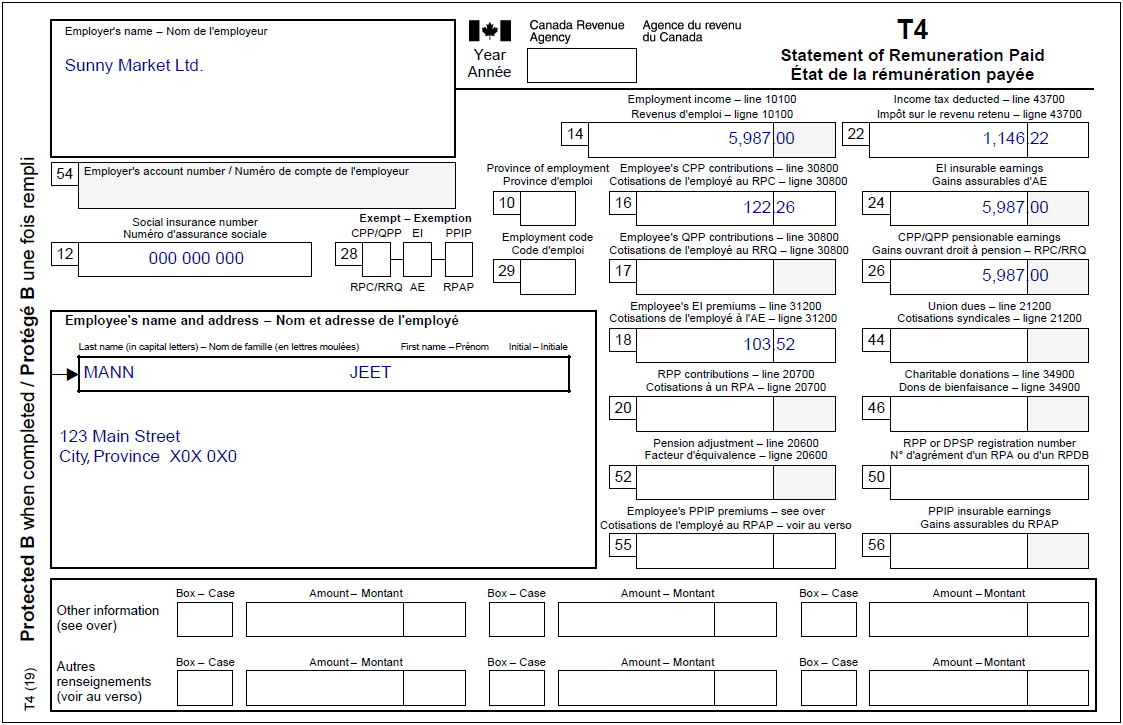 Employer's name – Nom de l'employeur
Sunny Market Ltd.
Canada Revenue Agency
Agence du revenu du Canada
Year
Année
T4
Statement of Remuneration Paid
État de la rémunération payée
Employment income – line 10100
Revenus d'emploi – ligne 10100
14 5,987.00
Income tax deducted – line 43700
Impôt sur le revenu retenu – ligne 43700
22 1,146.22
54 Employer's account number / Numéro de compte de l'employeur
Province of employment
Province d'emploi
10
Employee's CPP contributions – line 30800
Cotisations de l'employé au RPC – ligne 30800
16 122.26
EI insurable earnings
Gains assurables d'AE
24 5,987.00
Social insurance number
Numéro d'assurance sociale
12 000 000 000
Exempt – Exemption
CPP/QPP EI PPIP
28
RPC/RRQ AE RPAP
Employment code
Code d'emploi
29
Employee's QPP contributions – line 30800
Cotisations de l'employé au RRQ – ligne 30800
17
CPP/QPP pensionable earnings
Gains ouvrant droit à pension – RPC/RRQ
26 5,987.00
Employee's name and address – Nom et adresse de l'employé
Last name (in capital letters) – Nom de famille (en lettres moulées) First name – Prénom Initial – Initiale
MANN JEET
123 Main Street
City, Province X0X 0X0
Employee's EI premiums – line 31200
Cotisations de l'employé à l'AE – ligne 31200
18 103.52
Union dues – line 21200
Cotisations syndicales – ligne 21200
44
RPP contributions – line 20700
Cotisations à un RPA – ligne 20700
20
Charitable donations – line 34900
Dons de bienfaisance – ligne 34900
46
Pension adjustment – line 20600
Facteur d'équivalence – ligne 20600
52
RPP or DPSP registration number
N° d'agrément d'un RPA ou d'un RPDB
50
Employee's PPIP premiums – see over
Cotisations de l'employé au RPAP – voir au verso
55
PPIP insurable earnings
Gains assurables du RPAP
56
Box – Case Amount – Montant Box – Case Amount – Montant Box – Case Amount – Montant
Other information
(see over)
Box – Case Amount – Montant Box – Case Amount – Montant Box – Case Amount – Montant
Autres
renseignements
(voir au verso)
Protected B when completed / Protégé B une fois rempli
T4 (19)